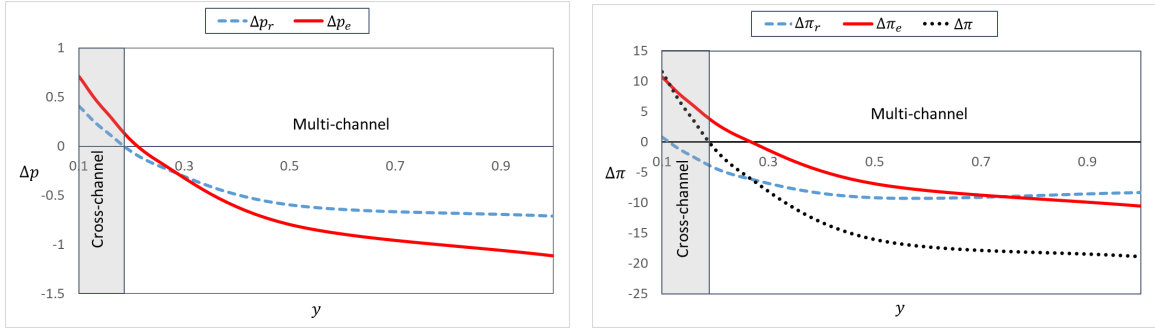 Δp_r Δp_e
1
0.5
Multi-channel
0
0.1 0.3 0.5 0.7 0.9
Δp
-0.5
Cross-channel
-1
-1.5
y
Δπ_r Δπ_e Δπ
15
10
Multi-channel
5
0
0.1 0.3 0.5 0.7 0.9
-5
Δπ
-10
Cross-channel
-15
-20
-25
y